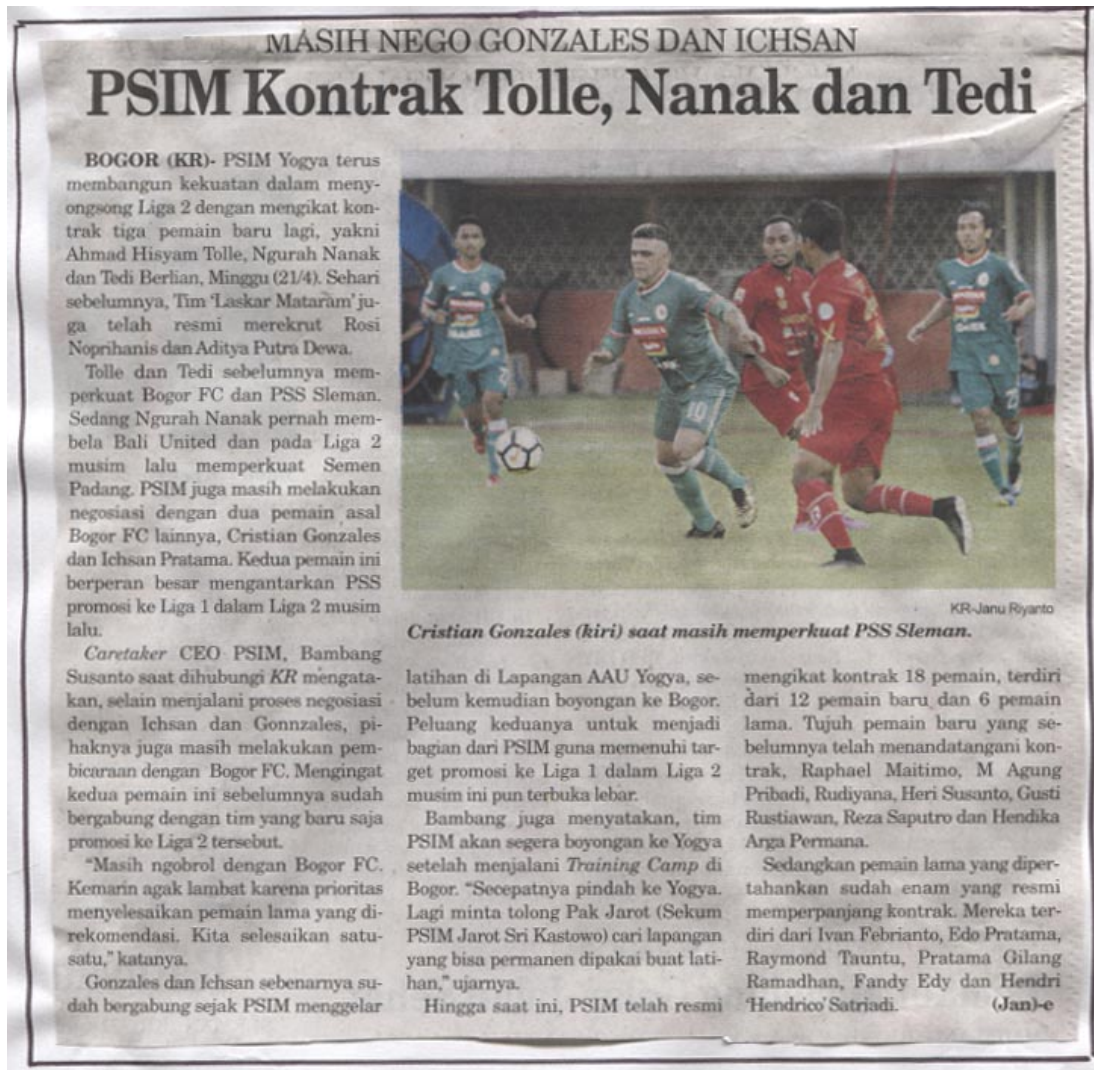 MASIH NEGO GONZALES DAN ICHSAN
PSIM Kontrak Tolle, Nanak dan Tedi
BOGOR (KR)- PSIM Yogya terus
membangun kekuatan dalam meny-
ongsong Liga 2 dengan mengikat kon-
trak tiga pemain baru lagi, yakni
Ahmad Hisyam Tolle, Ngurah Nanak
dan Tedi Berlian, Minggu (21/4). Sehari
sebelumnya, Tim 'Laskar Mataram' ju-
ga telah resmi merekrut Rosi
Noprihanis dan Aditya Putra Dewa.
Tolle dan Tedi sebelumnya mem-
perkuat Bogor FC dan PSS Sleman.
Sedang Ngurah Nanak pernah mem-
bela Bali United dan pada Liga 2
musim lalu memperkuat Semen
Padang. PSIM juga masih melakukan
negosiasi dengan dua pemain asal
Bogor FC lainnya, Cristian Gonzales
dan Ichsan Pratama. Kedua pemain ini
berperan besar mengantarkan PSS
promosi ke Liga 1 dalam Liga 2 musim
lalu.
Caretaker CEO PSIM, Bambang
Susanto saat dihubungi KR mengata-
kan, selain menjalani proses negosiasi
dengan Ichsan dan Gonnzales, pi-
haknya juga masih melakukan pem-
bicaraan dengan Bogor FC. Mengingat
kedua pemain ini sebelumnya sudah
bergabung dengan tim yang baru saja
promosi ke Liga 2 tersebut.
"Masih ngobrol dengan Bogor FC.
Kemarin agak lambat karena prioritas
menyelesaikan pemain lama yang di-
rekomendasi. Kita selesaikan satu-
satu," katanya.
Gonzales dan Ichsan sebenarnya su-
dah bergabung sejak PSIM menggelar
KR-Janu Riyanto
Cristian Gonzales (kiri) saat masih memperkuat PSS Sleman.
latihan di Lapangan AAU Yogya, se-
belum kemudian boyongan ke Bogor.
Peluang keduanya untuk menjadi
bagian dari PSIM guna memenuhi tar-
get promosi ke Liga 1 dalam Liga 2
musim ini pun terbuka lebar.
Bambang juga menyatakan, tim
PSIM akan segera boyongan ke Yogya
setelah menjalani Training Camp di
Bogor. "Secepatnya pindah ke Yogya.
Lagi minta tolong Pak Jarot (Sekum
PSIM Jarot Sri Kastowo) cari lapangan
yang bisa permanen dipakai buat lati-
han," ujarnya.
Hingga saat ini, PSIM telah resmi
mengikat kontrak 18 pemain, terdiri
dari 12 pemain baru dan 6 pemain
lama. Tujuh pemain baru yang se-
belumnya telah menandatangani kon-
trak, Raphael Maitimo, M Agung
Pribadi, Rudiyana, Heri Susanto, Gusti
Rustiawan, Reza Saputro dan Hendika
Arga Permana.
Sedangkan pemain lama yang diper-
tahankan sudah enam yang resmi
memperpanjang kontrak. Mereka ter-
diri dari Ivan Febrianto, Edo Pratama,
Raymond Tauntu, Pratama Gilang
Ramadhan, Fandy Edy dan Hendri
'Hendrico' Satriadi. (Jan)-e
10